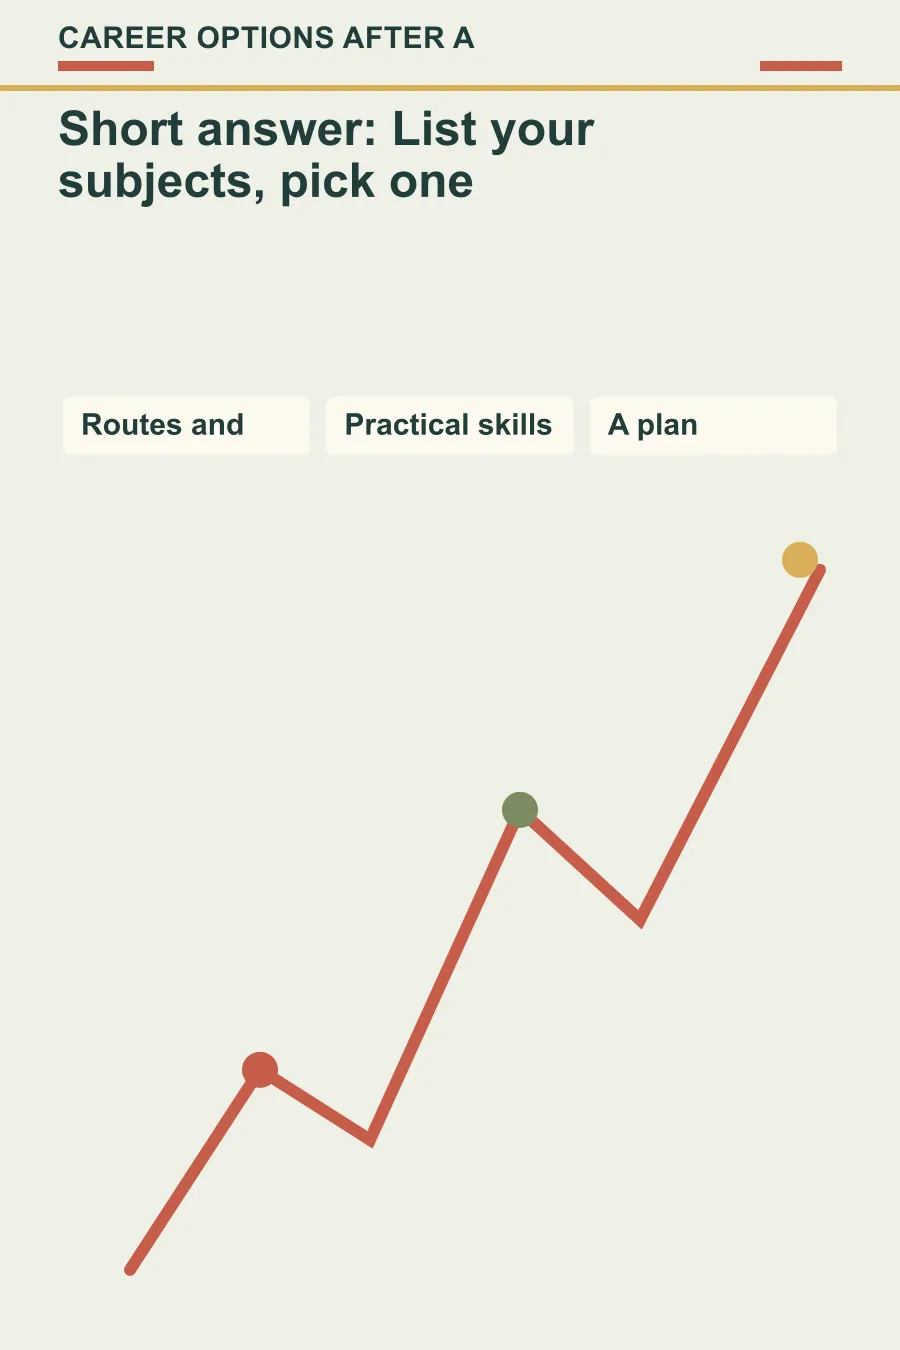 CAREER OPTIONS AFTER A
Short answer: List your
subjects, pick one
Routes and
Practical skills
A plan